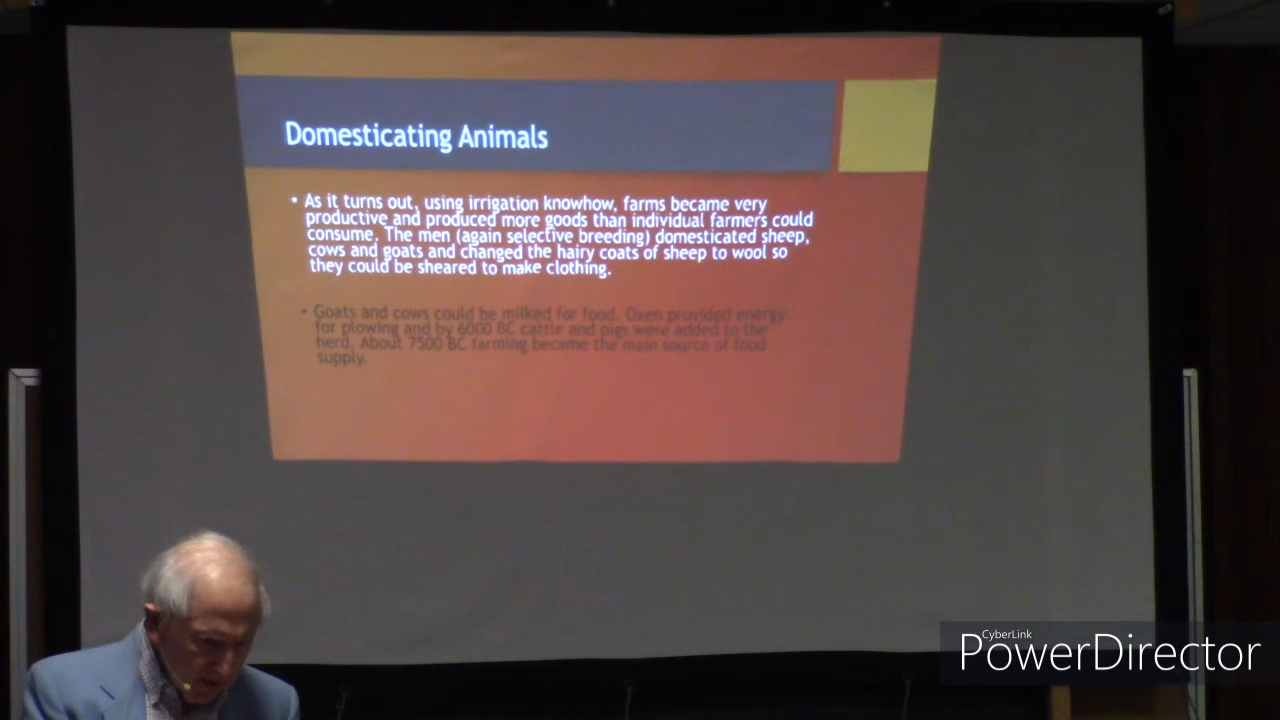 Domesticating Animals
• As it turns out, using irrigation knowhow, farms became very
productive and produced more goods than individual farmers could
consume. The men (again selective breeding) domesticated sheep,
cows and goats and changed the hairy coats of sheep to wool so
they could be sheared to make clothing.
• Goats and cows could be milked for food. Oxen provided energy
for plowing and by 6000 BC cattle and pigs were added to the
herd. About 7500 BC farming became the main source of food
supply.
CyberLink
PowerDirector